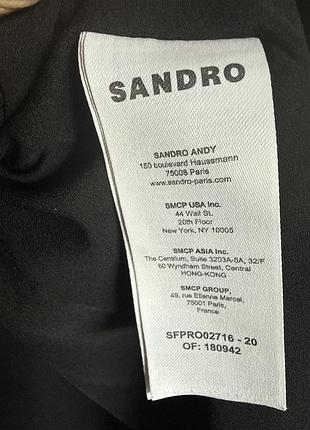 SANDRO
SANDRO ANDY
150 boulevard Haussmann
75008 Paris
www.sandro-paris.com
SMCP USA Inc.
44 Wall St.
20th Floor
New York, NY 10005
SMCP ASIA Inc.
The Centrium, Suite 3203A-5A, 32/F
60 Wyndham Street, Central
HONG-KONG
SMCP GROUP,
49, rue Etienne Marcel,
75001 Paris,
France
SFPRO02716 - 20
OF: 180942